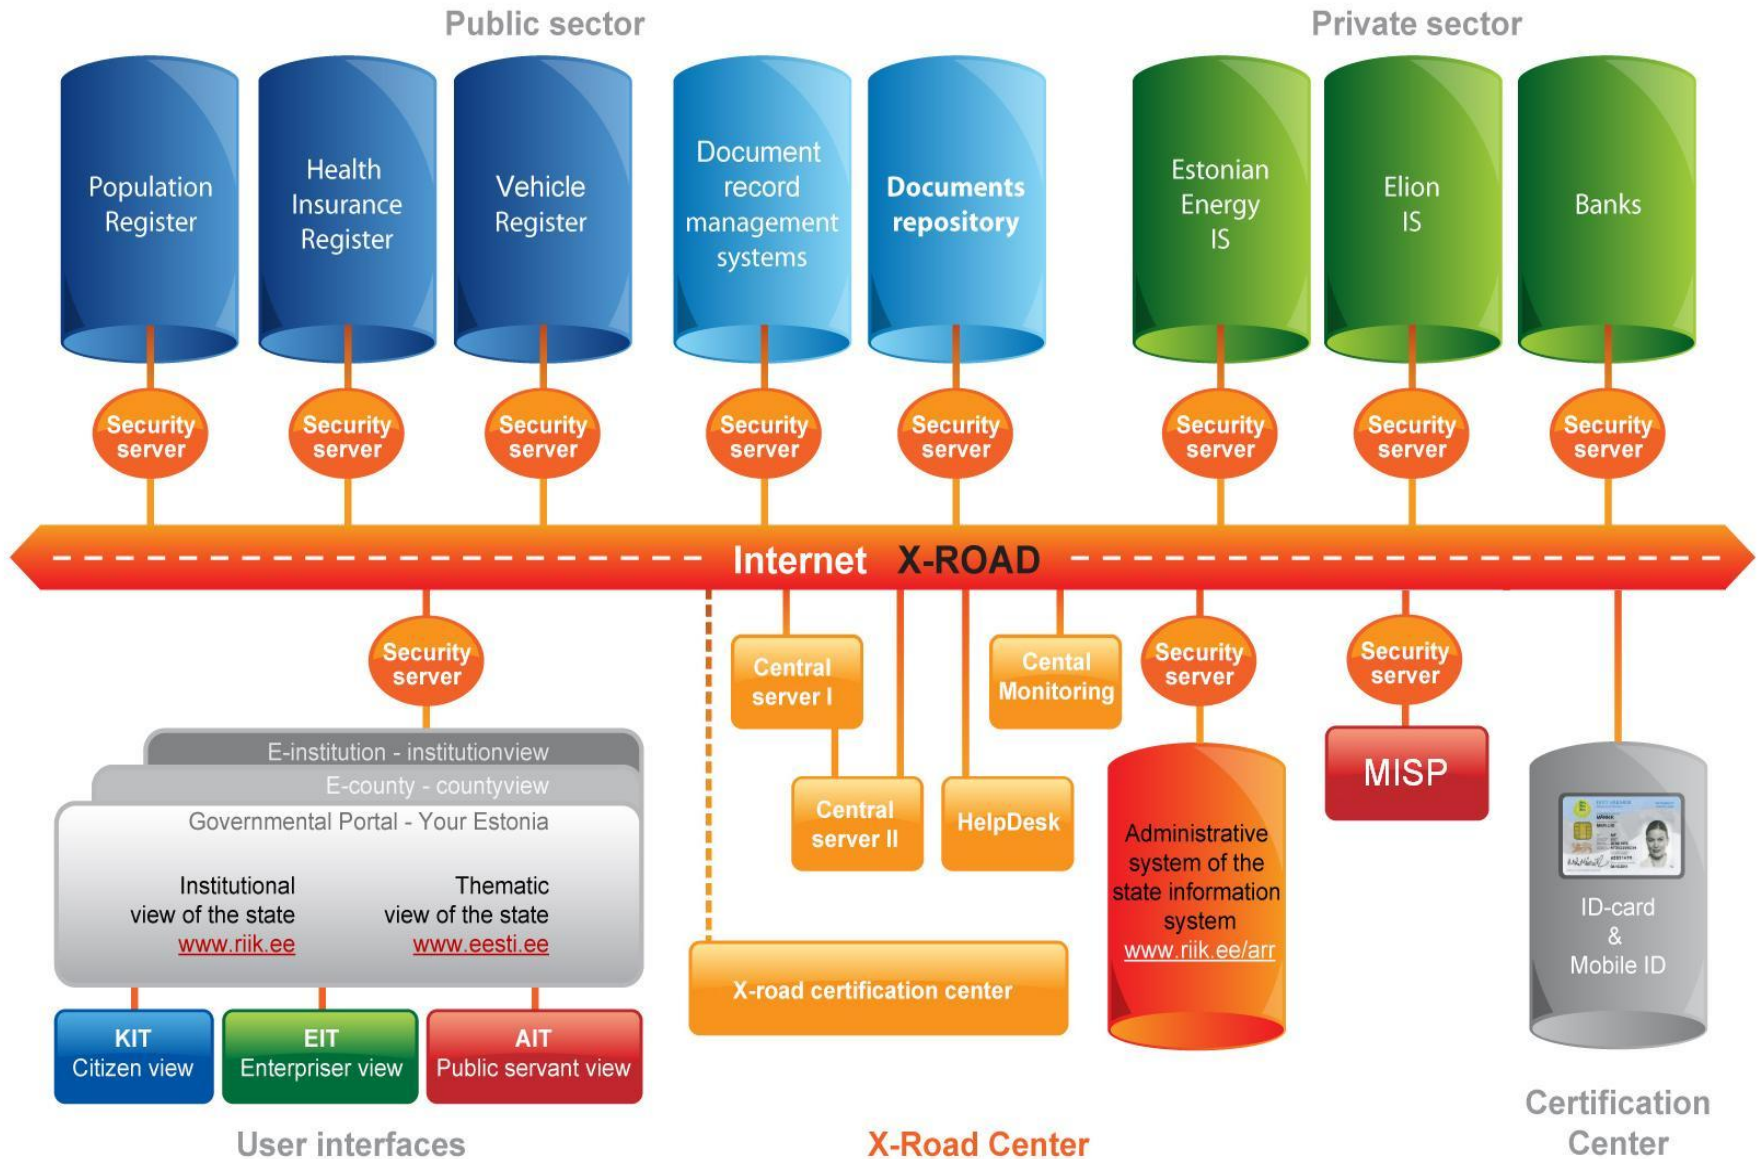 Public sector
Private sector
Population
Register
Health
Insurance
Register
Vehicle
Register
Document
record
management
systems
Documents
repository
Estonian
Energy
IS
Elion
IS
Banks
Security
server
Security
server
Security
server
Security
server
Security
server
Security
server
Security
server
Security
server
Internet X-ROAD
Security
server
E-institution - institutionview
E-county - countyview
Governmental Portal - Your Estonia
Institutional
view of the state
www.riik.ee
Thematic
view of the state
www.eesti.ee
KIT
Citizen view
EIT
Enterpriser view
AIT
Public servant view
User interfaces
Central
server I
Central
server II
HelpDesk
Cental
Monitoring
X-road certification center
Security
server
Administrative
system of the
state information
system
www.riik.ee/arr
X-Road Center
Security
server
MISP
ID-card
&
Mobile ID
Certification
Center